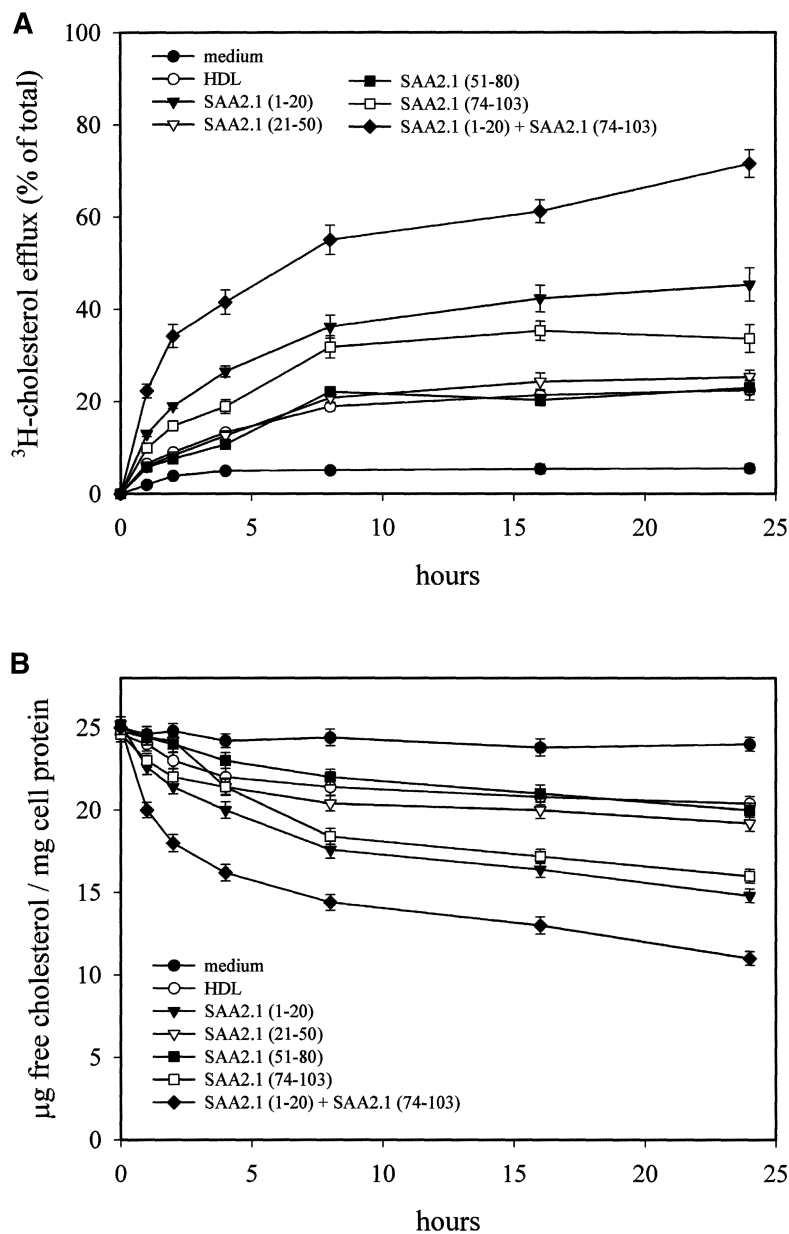 A
³H-cholesterol efflux (% of total)
100
80
60
40
20
0
medium
HDL
SAA2.1 (1-20)
SAA2.1 (21-50)
SAA2.1 (51-80)
SAA2.1 (74-103)
SAA2.1 (1-20) + SAA2.1 (74-103)
0 5 10 15 20 25
hours
B
µg free cholesterol / mg cell protein
25
20
15
10
5
0
medium
HDL
SAA2.1 (1-20)
SAA2.1 (21-50)
SAA2.1 (51-80)
SAA2.1 (74-103)
SAA2.1 (1-20) + SAA2.1 (74-103)
0 5 10 15 20 25
hours